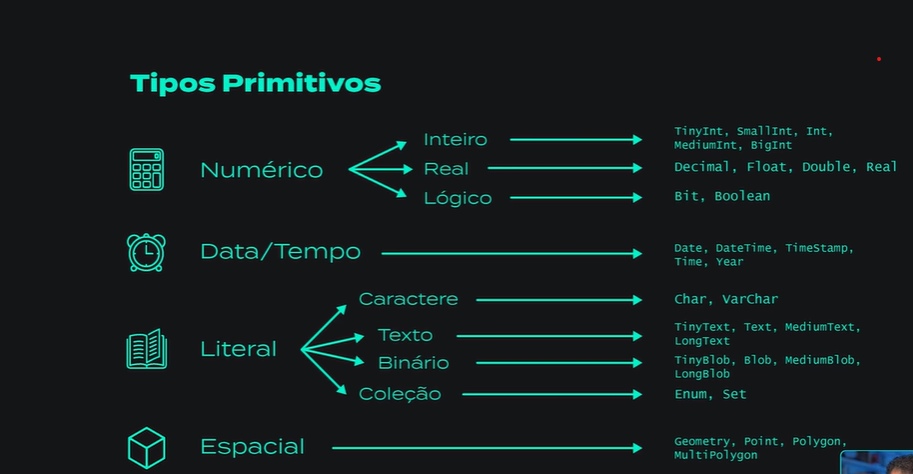 Tipos Primitivos
Numérico
Inteiro
TinyInt, SmallInt, Int,
MediumInt, BigInt
Real
Decimal, Float, Double, Real
Lógico
Bit, Boolean
Data/Tempo
Date, DateTime, TimeStamp,
Time, Year
Literal
Caractere
Char, VarChar
Texto
TinyText, Text, MediumText,
LongText
Binário
TinyBlob, Blob, MediumBlob,
LongBlob
Coleção
Enum, Set
Espacial
Geometry, Point, Polygon,
MultiPolygon